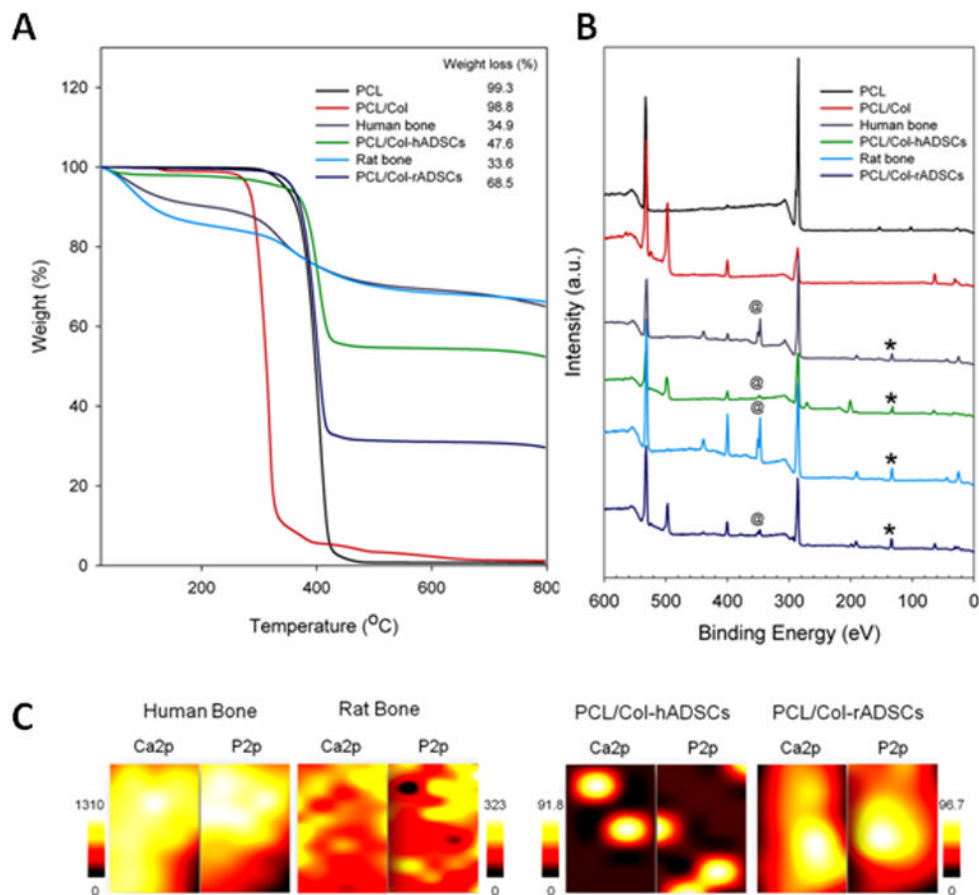 A
Weight loss (%)
PCL 99.3
PCL/Col 98.8
Human bone 34.9
PCL/Col-hADSCs 47.6
Rat bone 33.6
PCL/Col-rADSCs 68.5
120
100
80
60
40
20
0
200 400 600 800
Weight (%)
Temperature (°C)
B
PCL
PCL/Col
Human bone
PCL/Col-hADSCs
Rat bone
PCL/Col-rADSCs
@
*
@
*
@
*
@
*
600 500 400 300 200 100 0
Intensity (a.u.)
Binding Energy (eV)
C
Human Bone Rat Bone PCL/Col-hADSCs PCL/Col-rADSCs
Ca2p P2p Ca2p P2p Ca2p P2p Ca2p P2p
1310 323 91.8 96.7
0 0 0 0